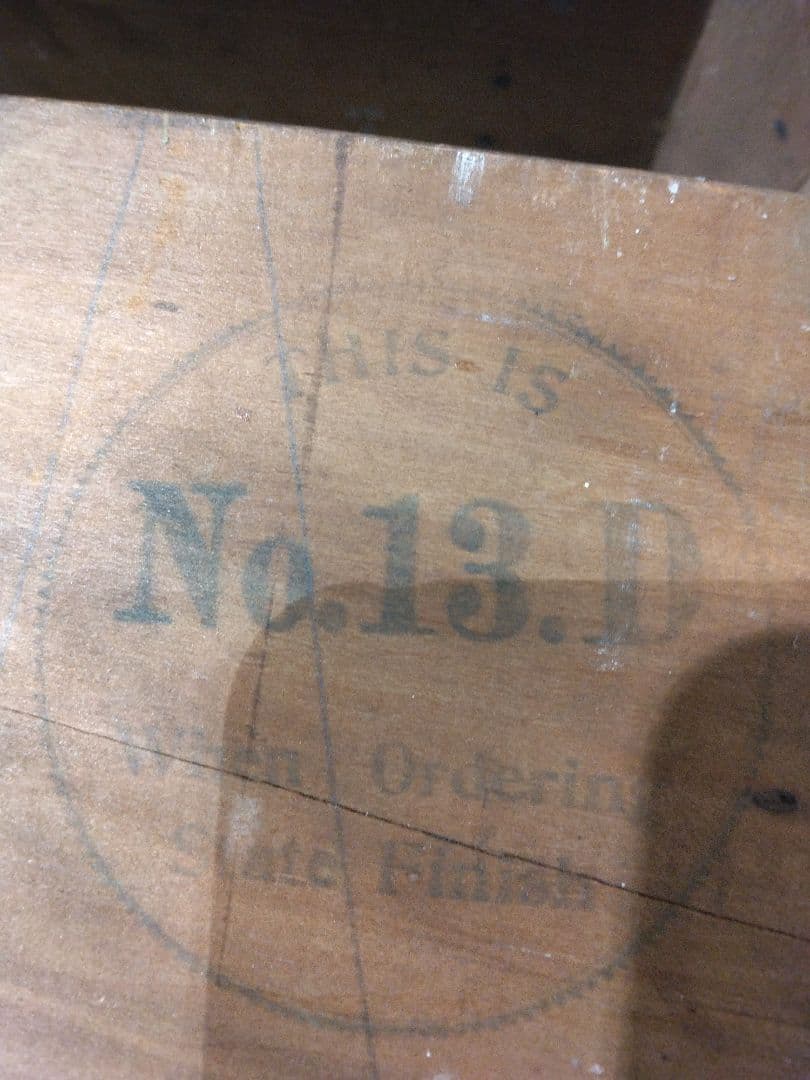 THIS IS
No.13.D
When Ordering
State Finish